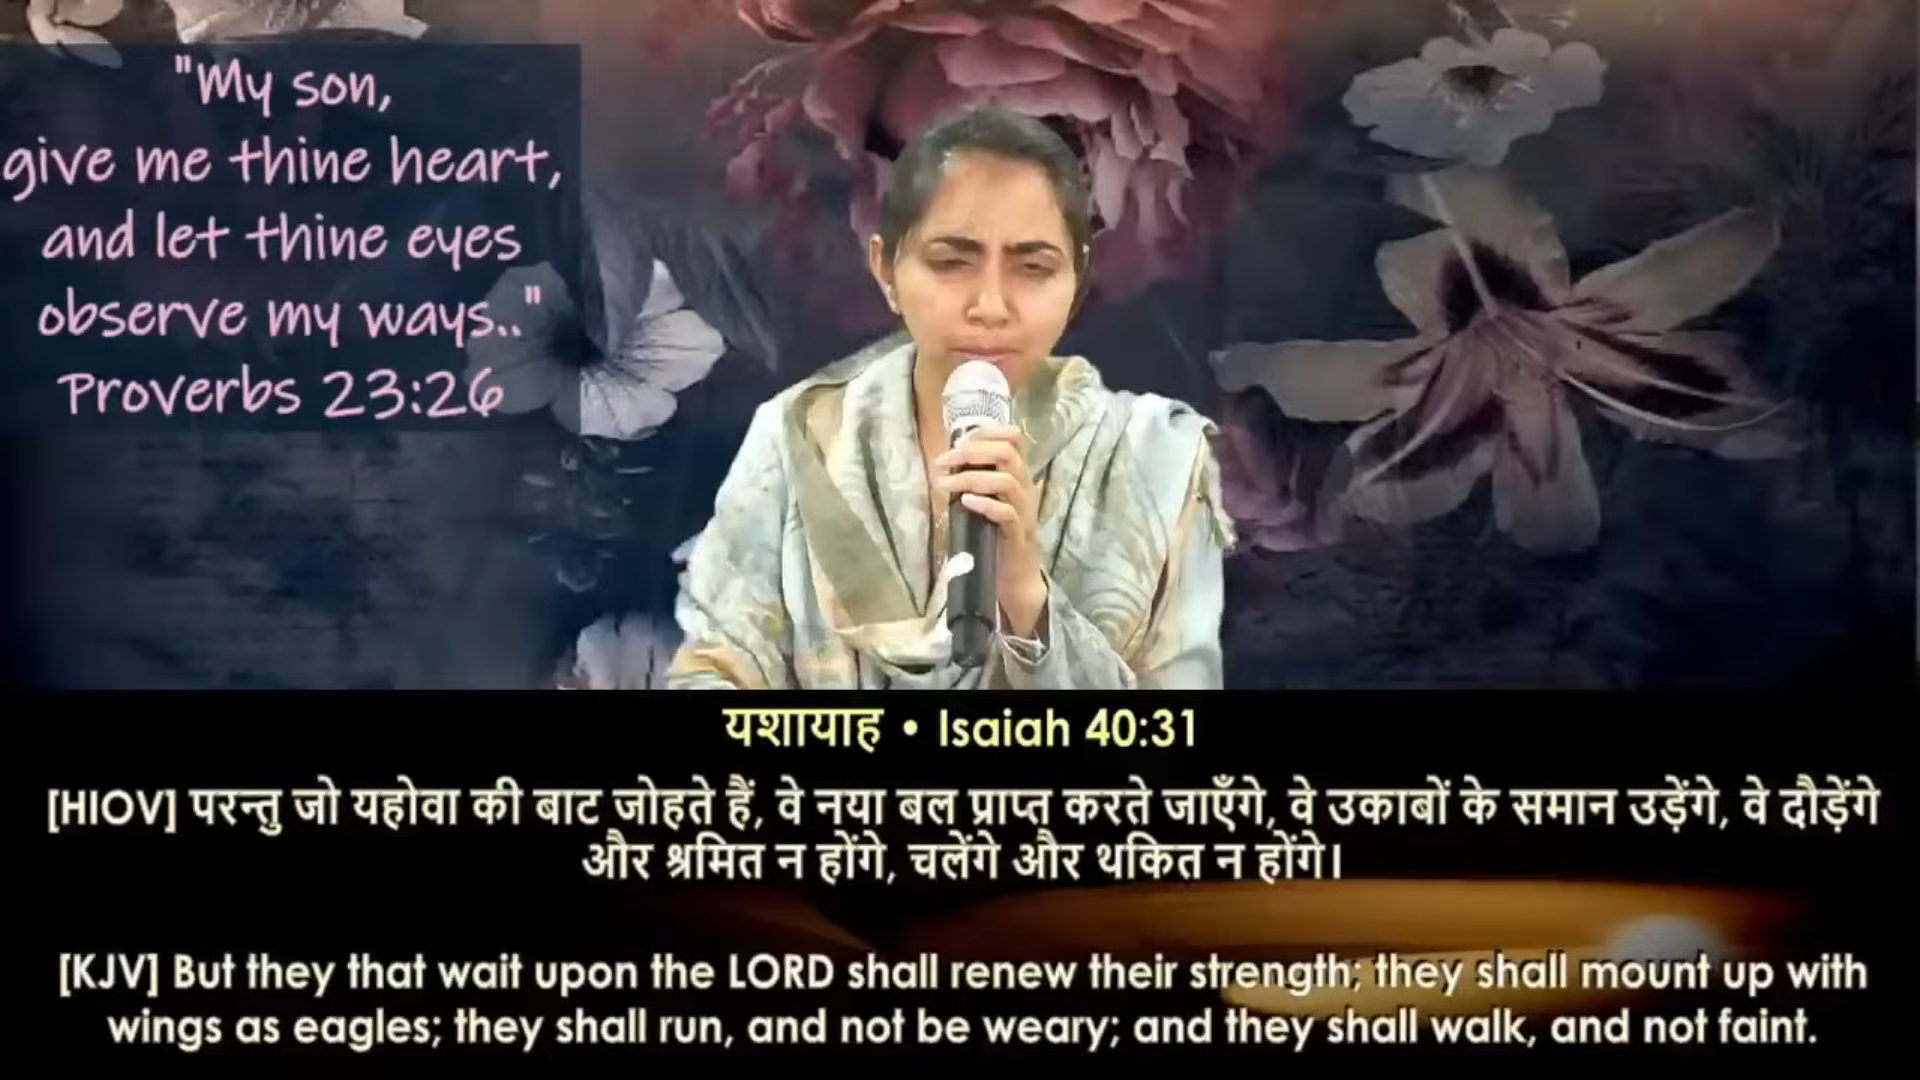 "My son,
give me thine heart,
and let thine eyes
observe my ways.."
Proverbs 23:26
यशायाह • Isaiah 40:31
[HIOV] परन्तु जो यहोवा की बाट जोहते हैं, वे नया बल प्राप्त करते जाएँगे, वे उकाबों के समान उड़ेंगे, वे दौड़ेंगे
और श्रमित न होंगे, चलेंगे और थकित न होंगे।
[KJV] But they that wait upon the LORD shall renew their strength; they shall mount up with
wings as eagles; they shall run, and not be weary; and they shall walk, and not faint.